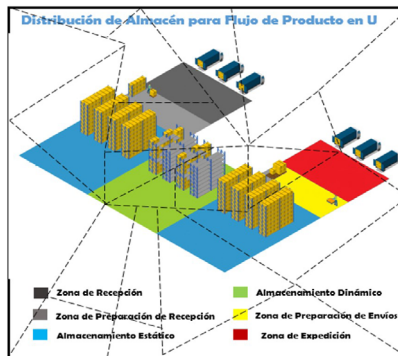 Distribución de Almacén para Flujo de Producto en U
Zona de Recepción
Almacenamiento Dinámico
Zona de Preparación de Recepción
Zona de Preparación de Envíos
Almacenamiento Estático
Zona de Expedición